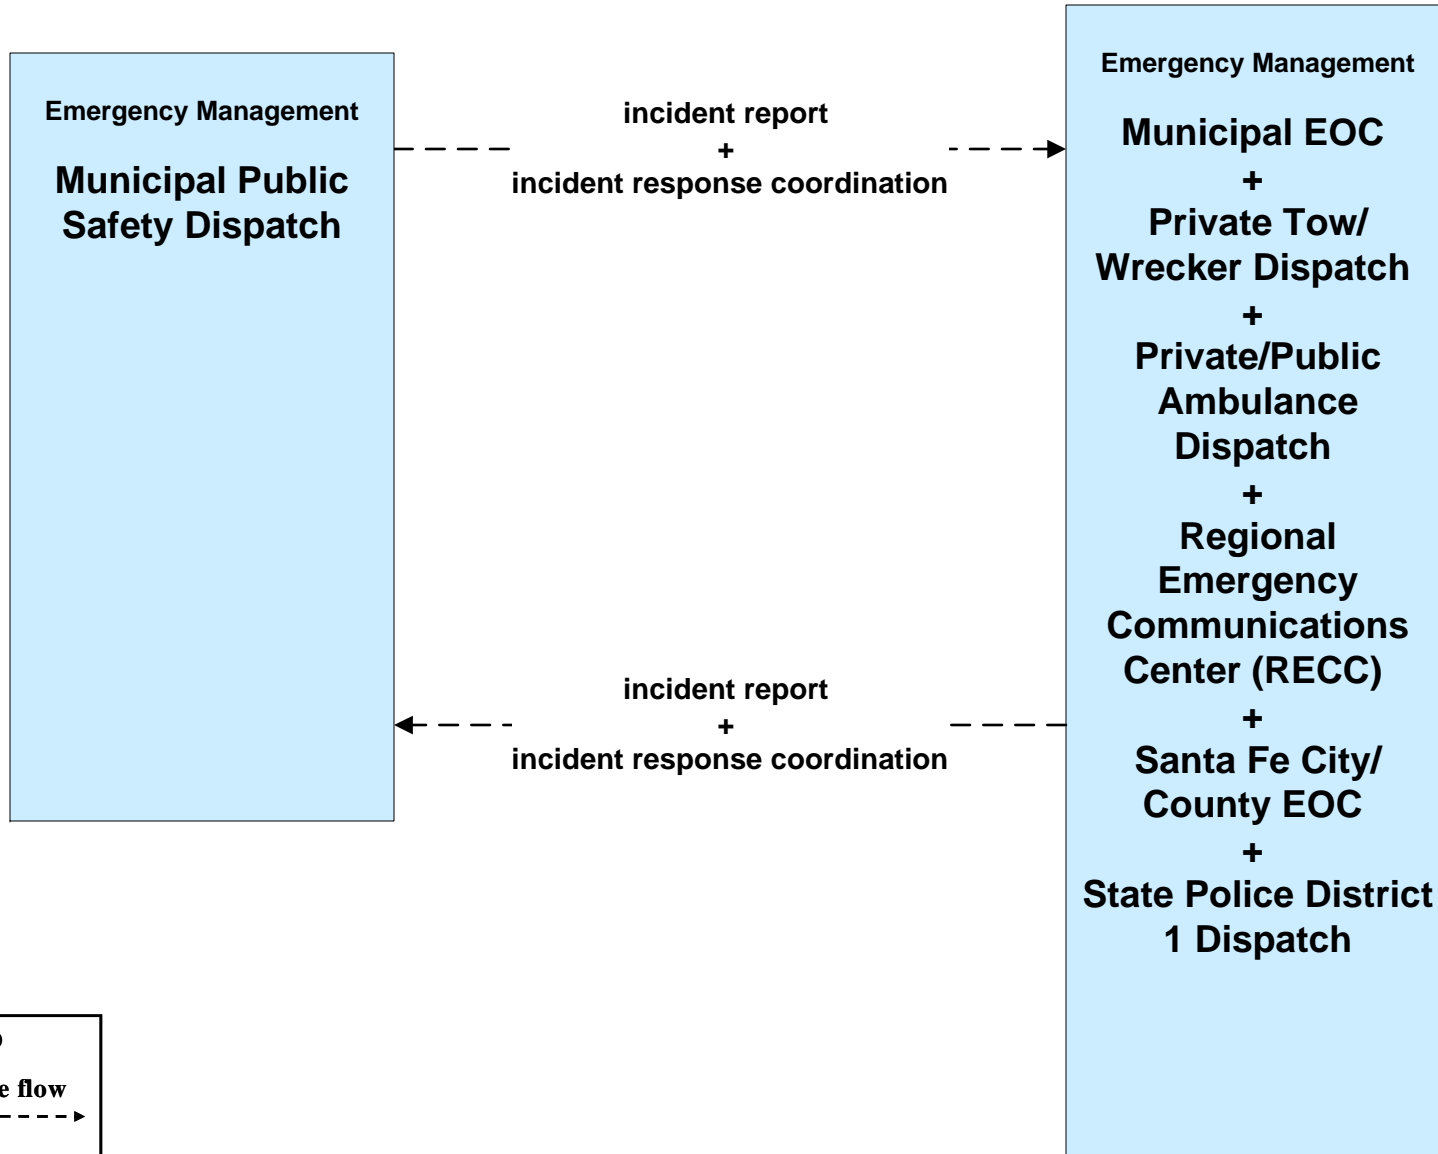 Emergency Management
Municipal Public
Safety Dispatch
incident report
+
incident response coordination
incident report
+
incident response coordination
Emergency Management
Municipal EOC
+
Private Tow/
Wrecker Dispatch
+
Private/Public
Ambulance
Dispatch
+
Regional
Emergency
Communications
Center (RECC)
+
Santa Fe City/
County EOC
+
State Police District
1 Dispatch
flow